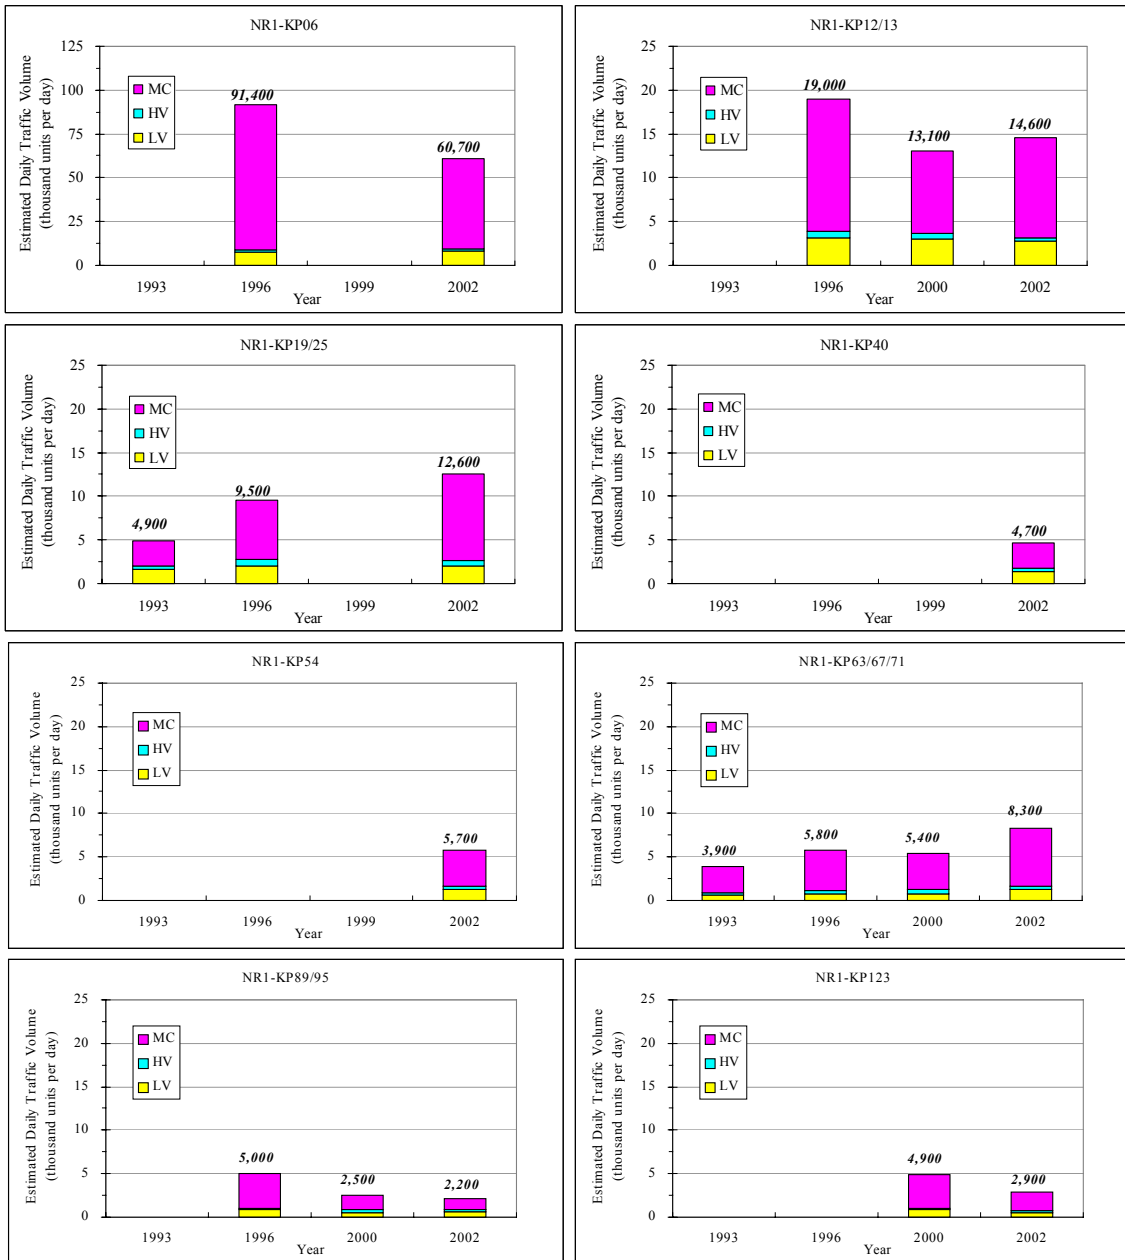 NR1-KP06
Estimated Daily Traffic Volume
(thousand units per day)
125
100
75
50
25
0
MC
HV
LV
91,400
60,700
1993 1996 1999 2002
Year
NR1-KP12/13
Estimated Daily Traffic Volume
(thousand units per day)
25
20
15
10
5
0
MC
HV
LV
19,000
13,100
14,600
1993 1996 2000 2002
Year
NR1-KP19/25
Estimated Daily Traffic Volume
(thousand units per day)
25
20
15
10
5
0
MC
HV
LV
4,900
9,500
12,600
1993 1996 1999 2002
Year
NR1-KP40
Estimated Daily Traffic Volume
(thousand units per day)
25
20
15
10
5
0
MC
HV
LV
4,700
1993 1996 1999 2002
Year
NR1-KP54
Estimated Daily Traffic Volume
(thousand units per day)
25
20
15
10
5
0
MC
HV
LV
5,700
1993 1996 1999 2002
Year
NR1-KP63/67/71
Estimated Daily Traffic Volume
(thousand units per day)
25
20
15
10
5
0
MC
HV
LV
3,900
5,800
5,400
8,300
1993 1996 2000 2002
Year
NR1-KP89/95
Estimated Daily Traffic Volume
(thousand units per day)
25
20
15
10
5
0
MC
HV
LV
5,000
2,500
2,200
1993 1996 2000 2002
Year
NR1-KP123
Estimated Daily Traffic Volume
(thousand units per day)
25
20
15
10
5
0
MC
HV
LV
4,900
2,900
1993 1996 2000 2002
Year